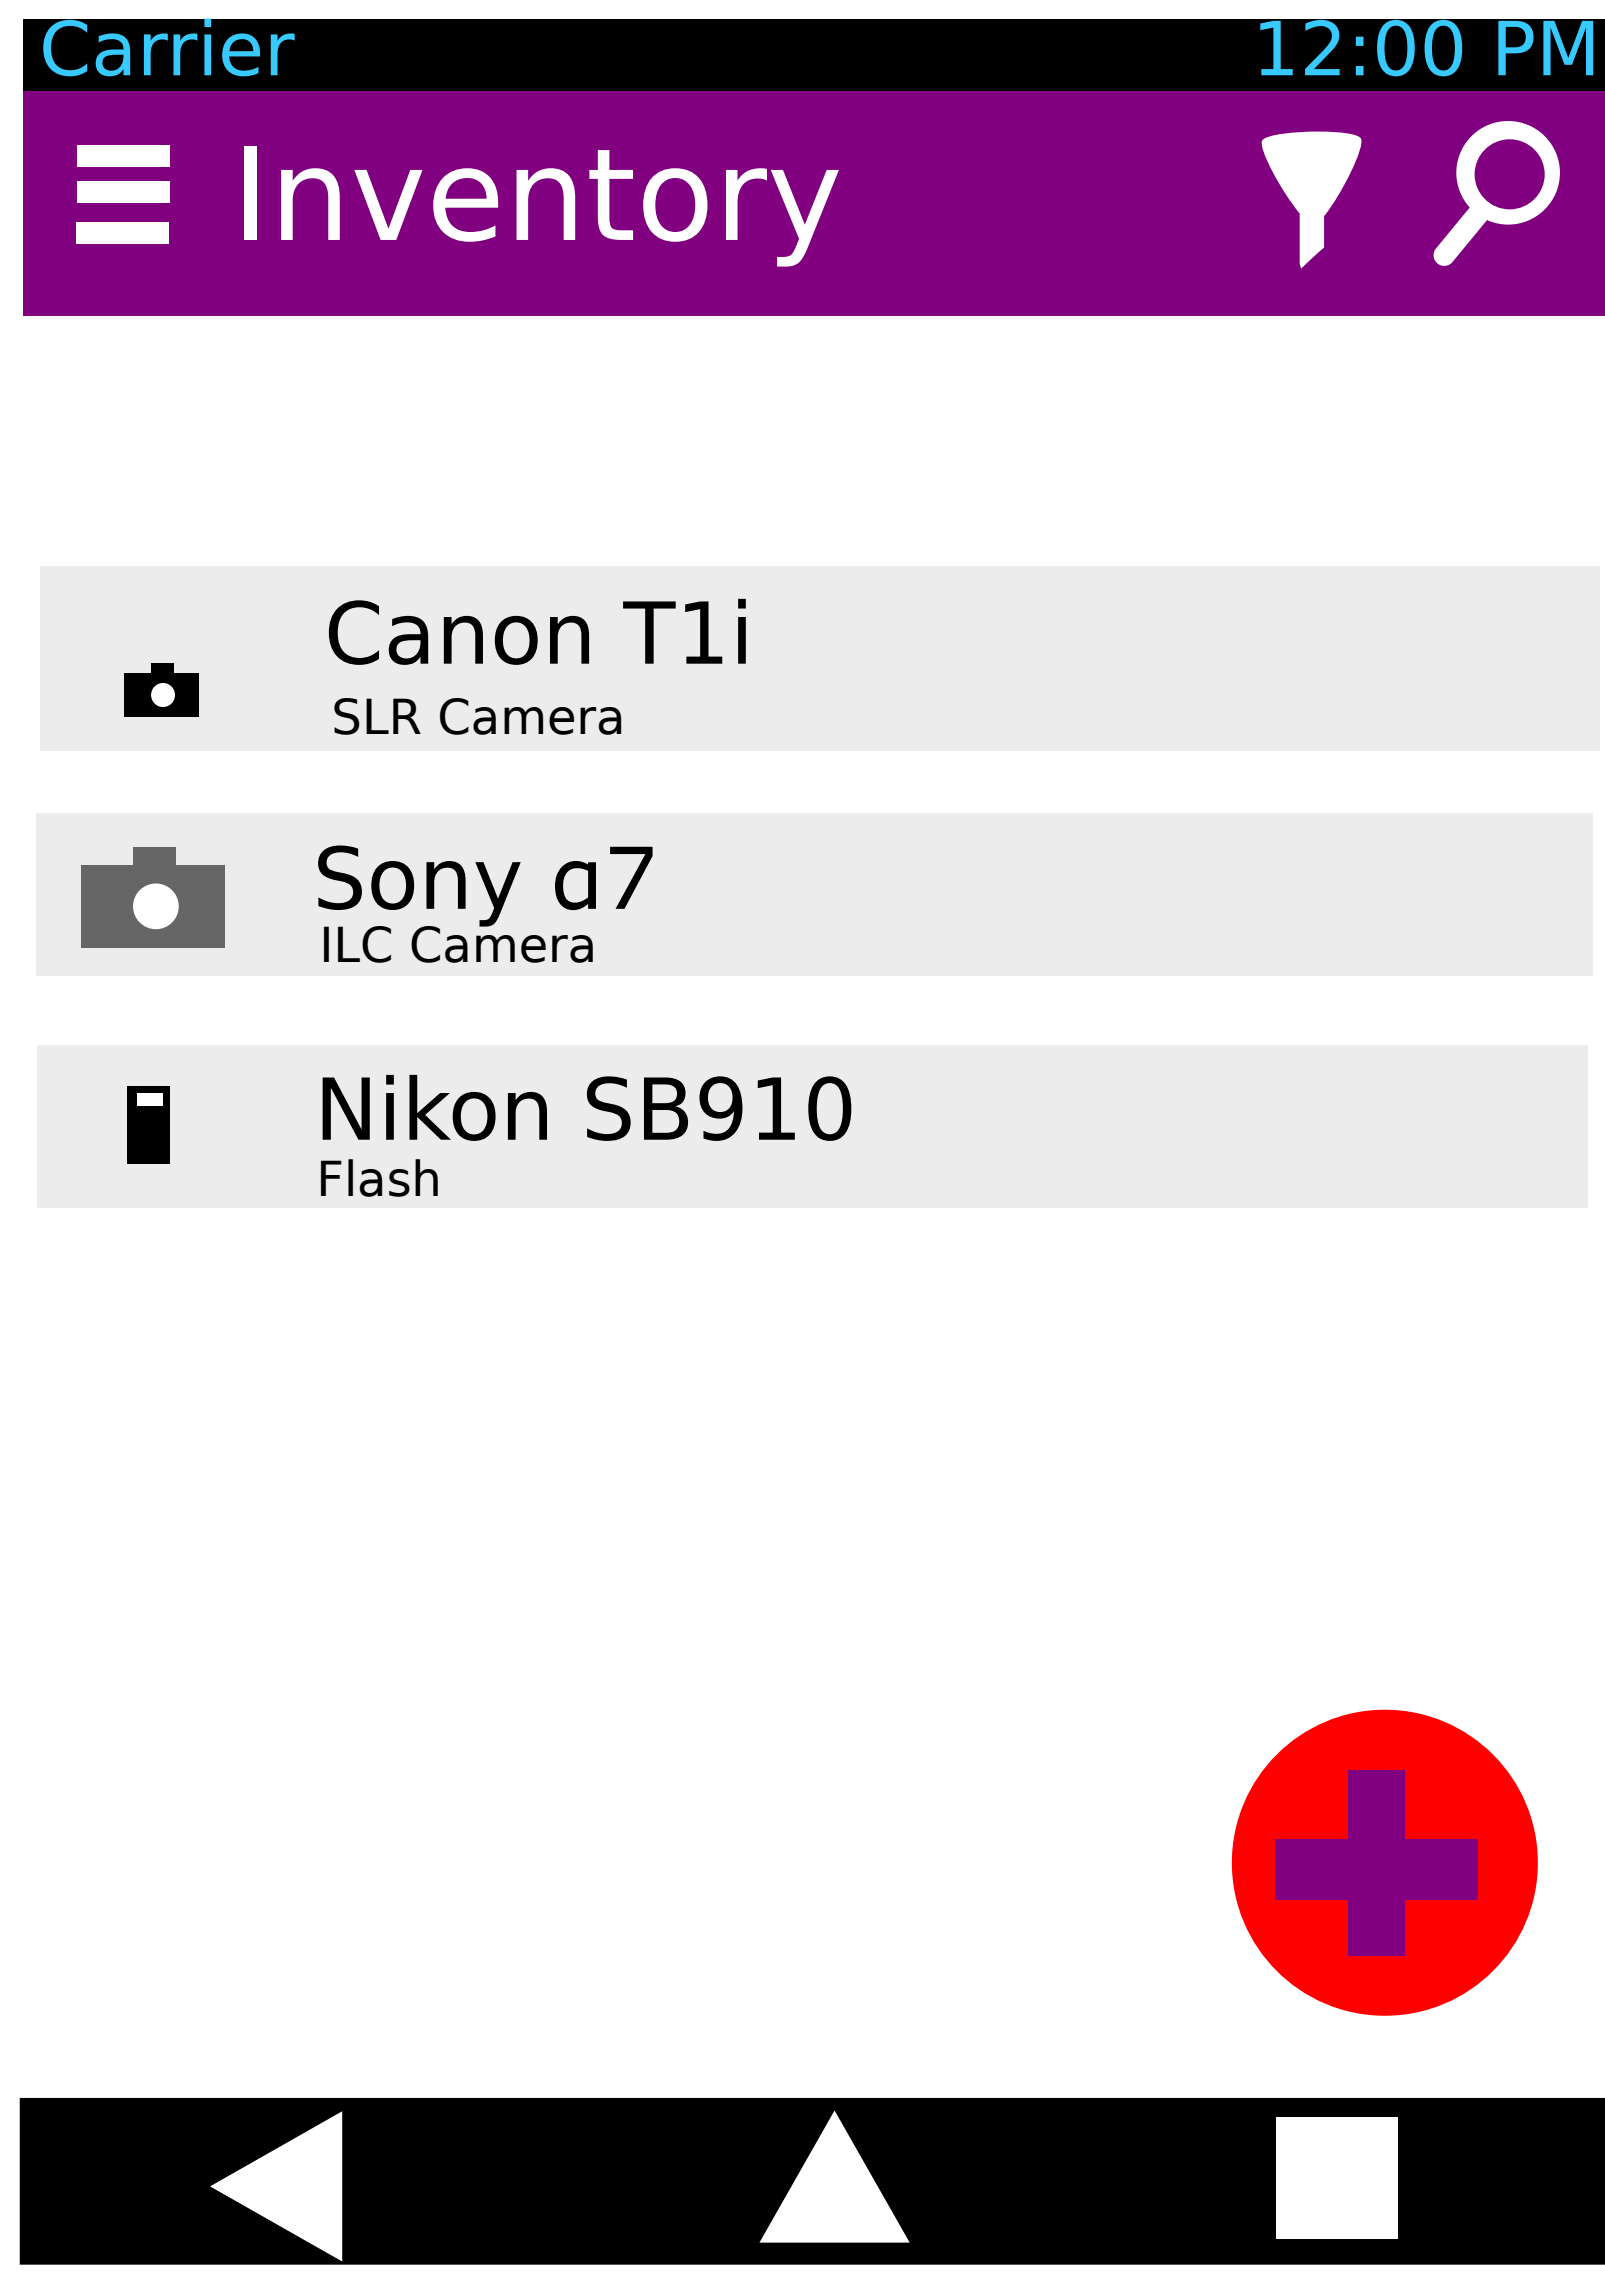 Carrier 12:00 PM
Inventory
Canon T1i
SLR Camera
Sony α7
ILC Camera
Nikon SB910
Flash